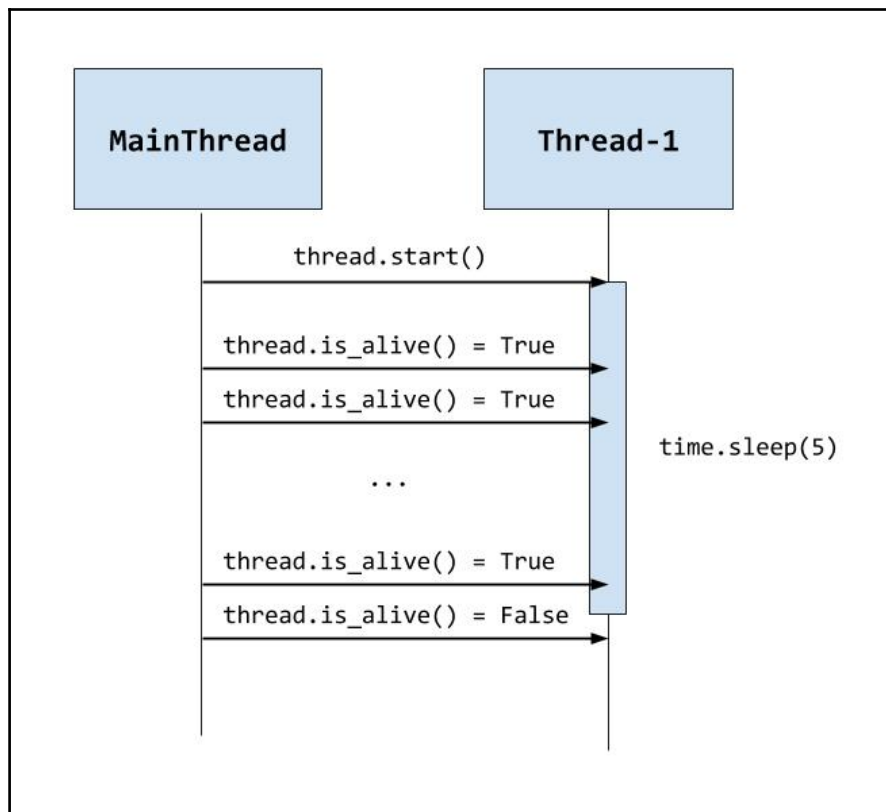 MainThread
Thread-1
thread.start()
thread.is_alive() = True
thread.is_alive() = True
time.sleep(5)
...
thread.is_alive() = True
thread.is_alive() = False